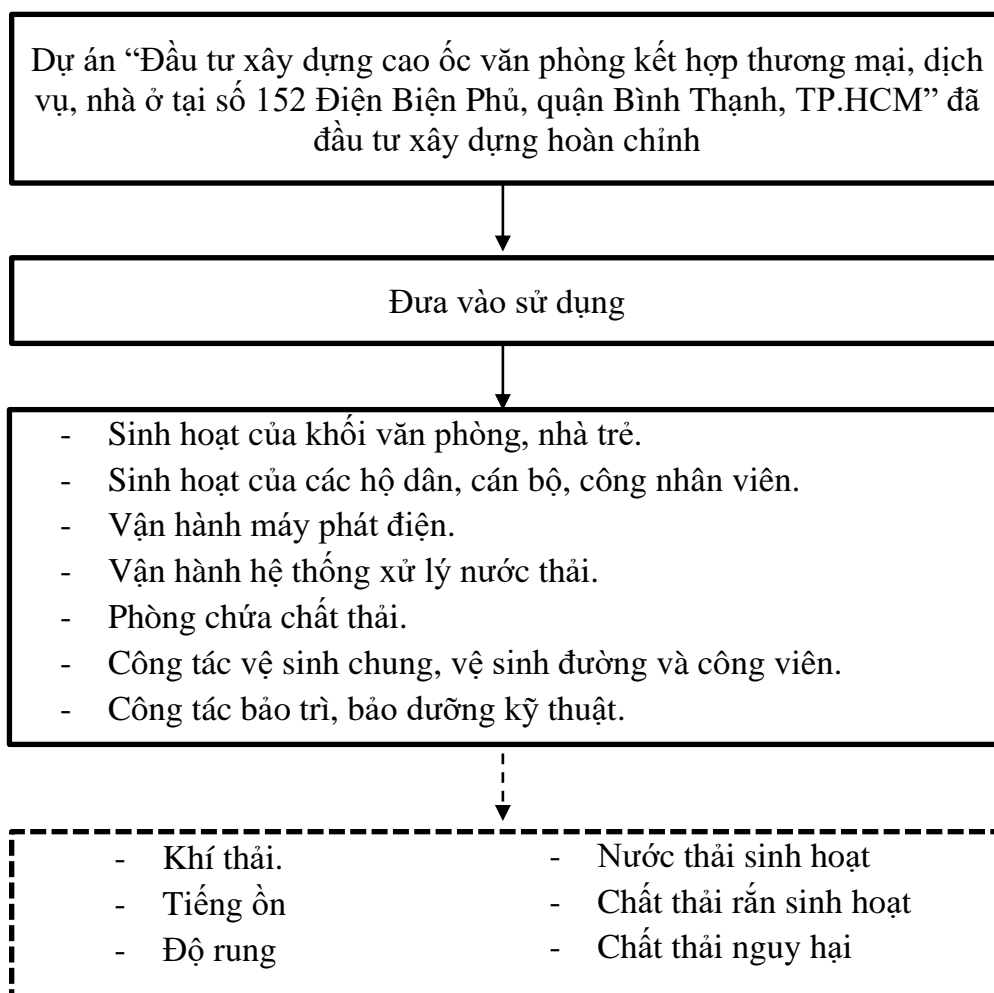 Dự án “Đầu tư xây dựng cao ốc văn phòng kết hợp thương mại, dịch
vụ, nhà ở tại số 152 Điện Biện Phủ, quận Bình Thạnh, TP.HCM” đã
đầu tư xây dựng hoàn chỉnh
Đưa vào sử dụng
- Sinh hoạt của khối văn phòng, nhà trẻ.
- Sinh hoạt của các hộ dân, cán bộ, công nhân viên.
- Vận hành máy phát điện.
- Vận hành hệ thống xử lý nước thải.
- Phòng chứa chất thải.
- Công tác vệ sinh chung, vệ sinh đường và công viên.
- Công tác bảo trì, bảo dưỡng kỹ thuật.
- Khí thải.
- Tiếng ồn
- Độ rung
- Nước thải sinh hoạt
- Chất thải rắn sinh hoạt
- Chất thải nguy hại